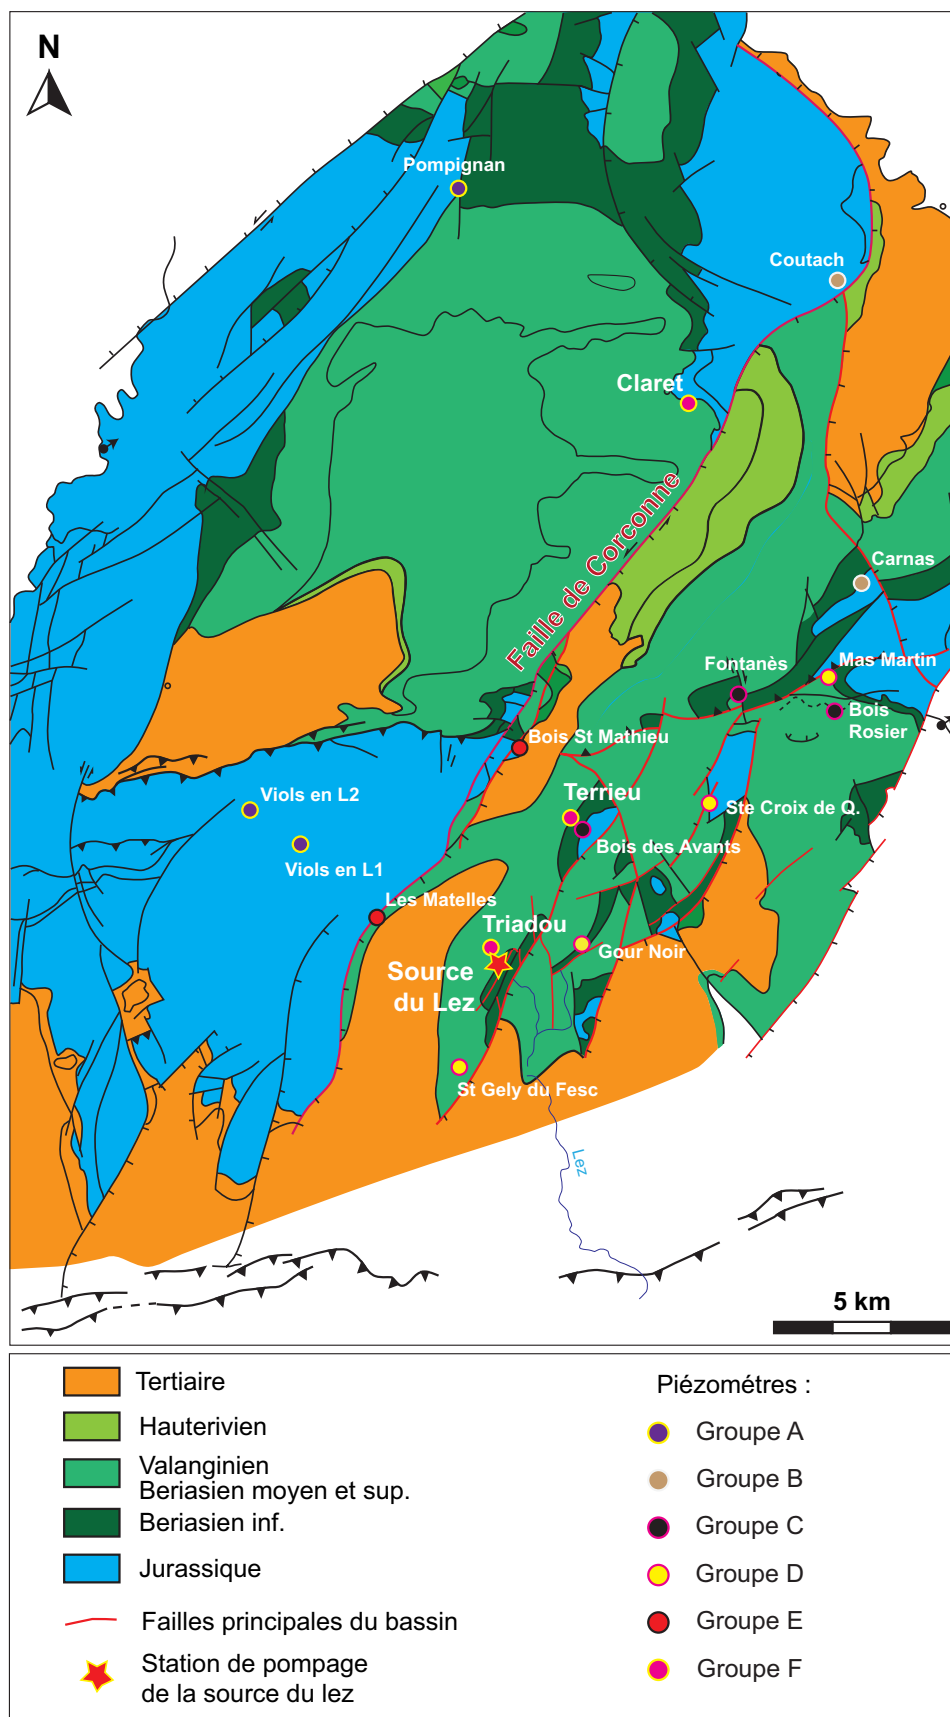 N
Pompignan
Coutach
Claret
Faille de Corconne
Carnas
Fontanès
Mas Martin
Bois
Rosier
Bois St Mathieu
Viols en L2
Terrieu
Ste Croix de Q.
Bois des Avants
Viols en L1
Les Matelles
Triadou
Gour Noir
Source
du Lez
St Gely du Fesc
Lez
5 km
Tertiaire
Hauterivien
Valanginien
Beriasien moyen et sup.
Beriasien inf.
Jurassique
Failles principales du bassin
Station de pompage
de la source du lez
Piézométres :
Groupe A
Groupe B
Groupe C
Groupe D
Groupe E
Groupe F